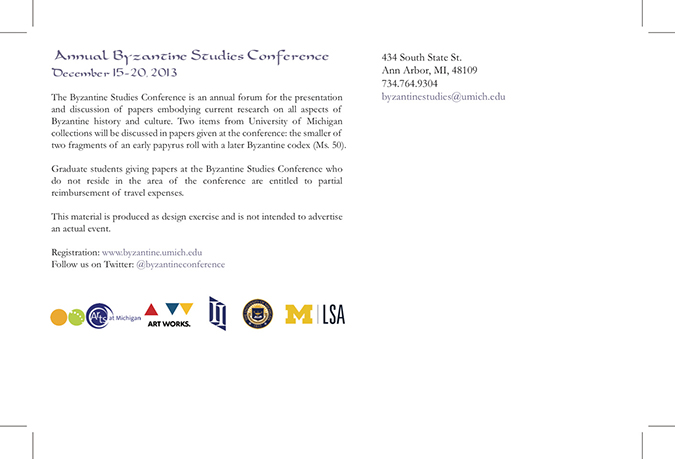 Annual Byzantine Studies Conference
December 15-20, 2013
The Byzantine Studies Conference is an annual forum for the presentation
and discussion of papers embodying current research on all aspects of
Byzantine history and culture. Two items from University of Michigan
collections will be discussed in papers given at the conference: the smaller of
two fragments of an early papyrus roll with a later Byzantine codex (Ms. 50).
Graduate students giving papers at the Byzantine Studies Conference who
do not reside in the area of the conference are entitled to partial
reimbursement of travel expenses.
This material is produced as design exercise and is not intended to advertise
an actual event.
Registration: www.byzantine.umich.edu
Follow us on Twitter: @byzantineconference
Arts at Michigan
ART WORKS.
M LSA
434 South State St.
Ann Arbor, MI, 48109
734.764.9304
byzantinestudies@umich.edu